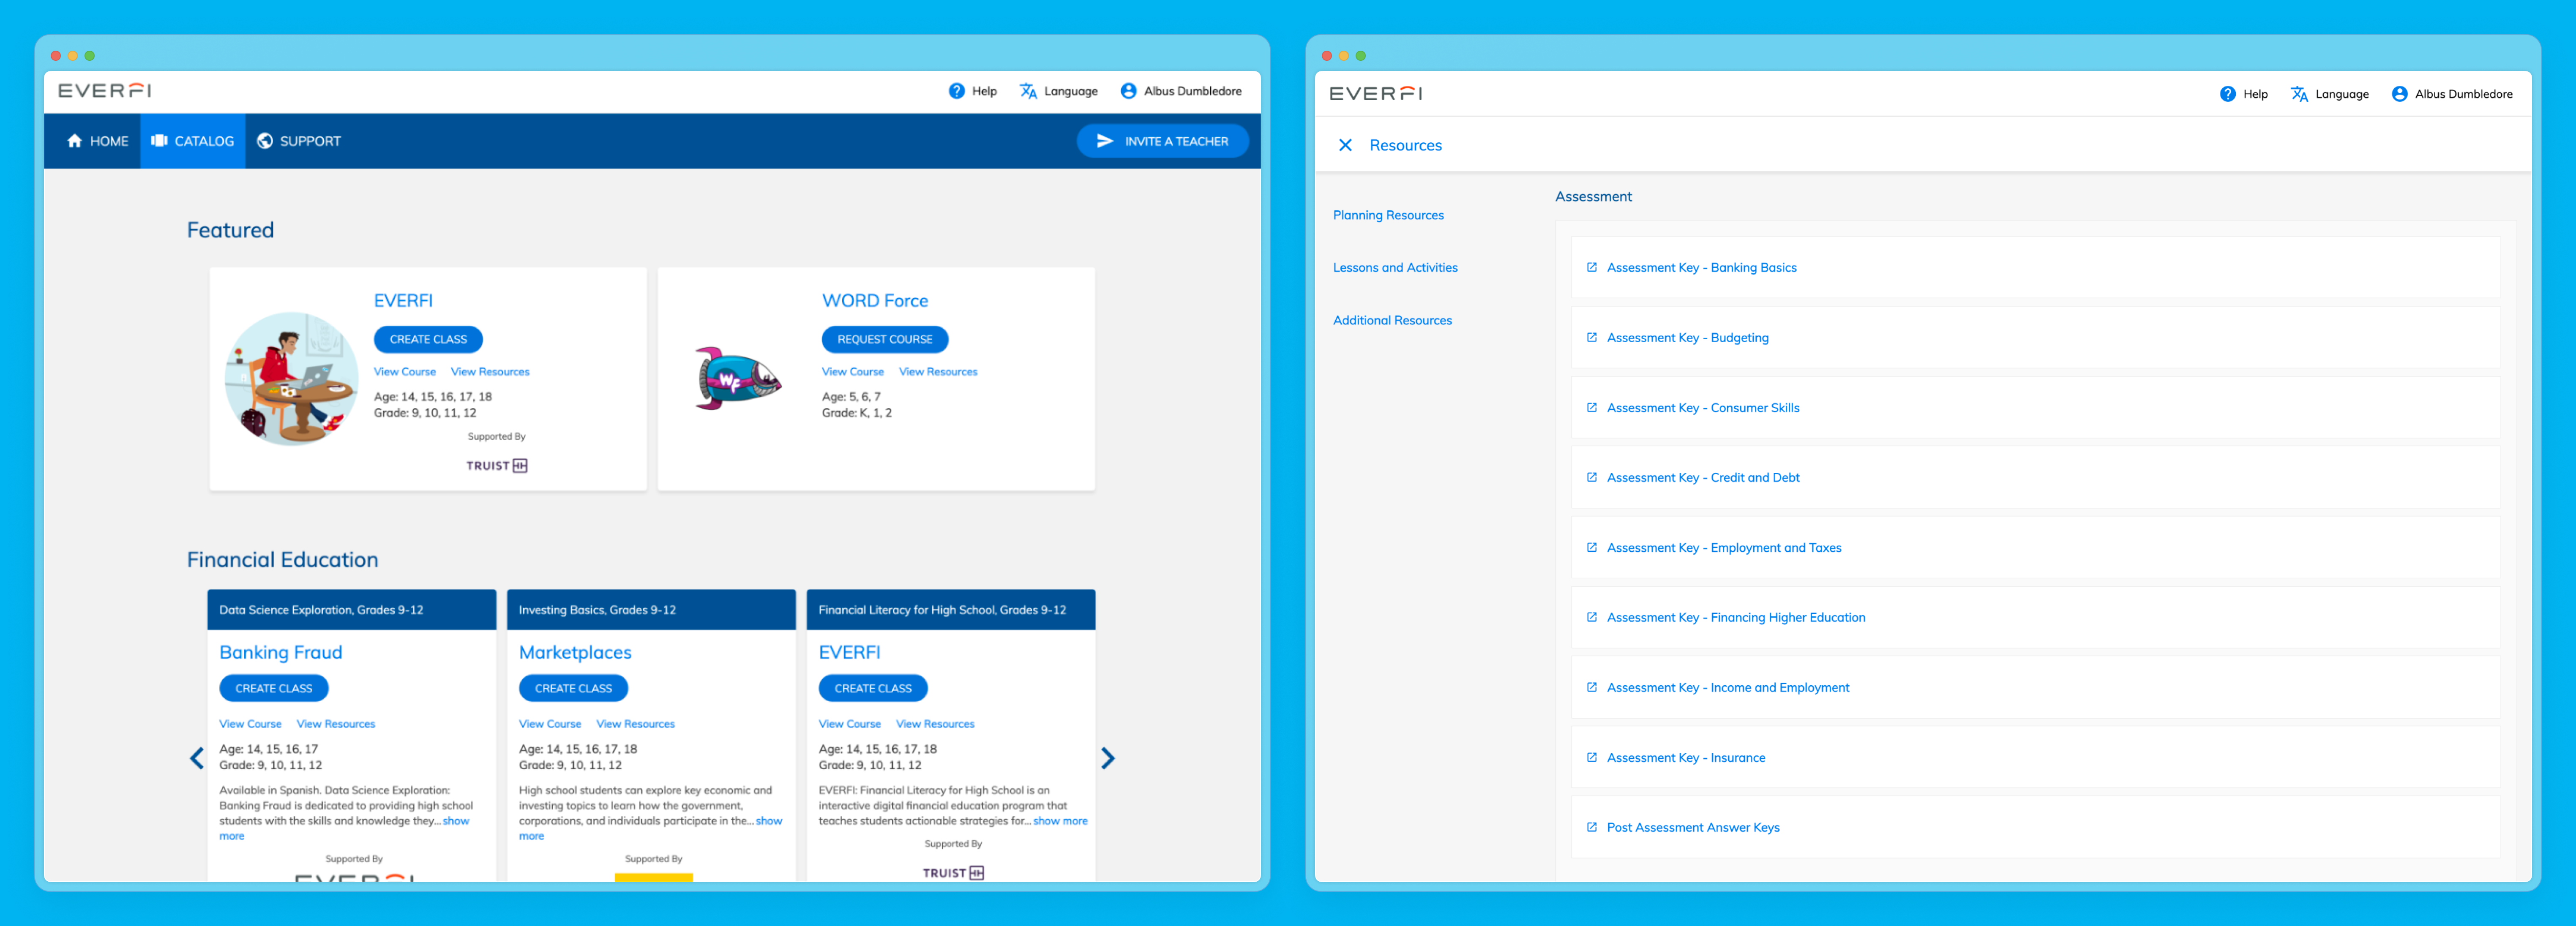 EVERFI
Help Language Albus Dumbledore
HOME CATALOG SUPPORT INVITE A TEACHER
Featured
EVERFI
CREATE CLASS
View Course View Resources
Age: 14, 15, 16, 17, 18
Grade: 9, 10, 11, 12
Supported By
TRUIST
WORD Force
REQUEST COURSE
View Course View Resources
Age: 5, 6, 7
Grade: K, 1, 2
WF
Financial Education
Data Science Exploration, Grades 9-12
Banking Fraud
CREATE CLASS
View Course View Resources
Age: 14, 15, 16, 17
Grade: 9, 10, 11, 12
Available in Spanish. Data Science Exploration:
Banking Fraud is dedicated to providing high school
students with the skills and knowledge they... show
more
Supported By
EVERFI
Investing Basics, Grades 9-12
Marketplaces
CREATE CLASS
View Course View Resources
Age: 14, 15, 16, 17, 18
Grade: 9, 10, 11, 12
High school students can explore key economic and
investing topics to learn how the government,
corporations, and individuals participate in the... show
more
Supported By
Financial Literacy for High School, Grades 9-12
EVERFI
CREATE CLASS
View Course View Resources
Age: 14, 15, 16, 17, 18
Grade: 9, 10, 11, 12
EVERFI: Financial Literacy for High School is an
interactive digital financial education program that
teaches students actionable strategies for... show more
Supported By
TRUIST
EVERFI
Help Language Albus Dumbledore
Resources
Planning Resources
Lessons and Activities
Additional Resources
Assessment
Assessment Key - Banking Basics
Assessment Key - Budgeting
Assessment Key - Consumer Skills
Assessment Key - Credit and Debt
Assessment Key - Employment and Taxes
Assessment Key - Financing Higher Education
Assessment Key - Income and Employment
Assessment Key - Insurance
Post Assessment Answer Keys